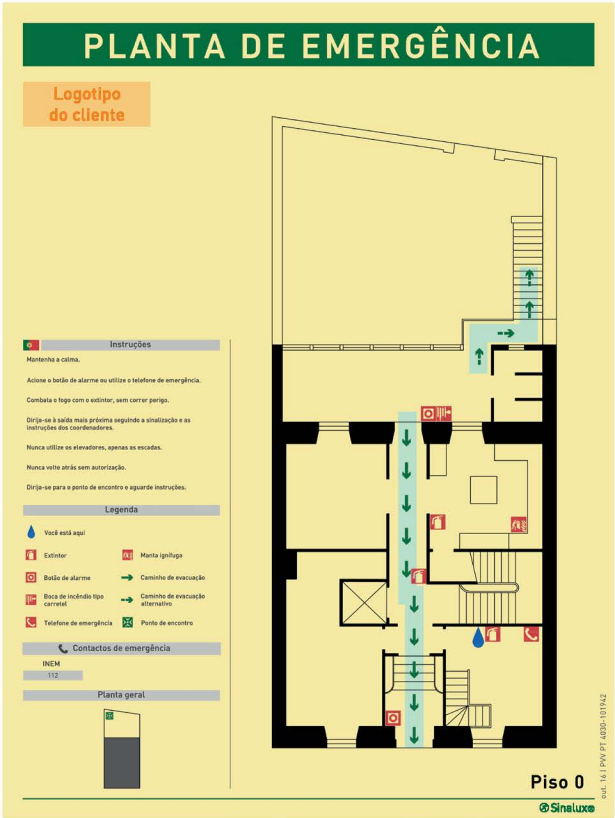 PLANTA DE EMERGÊNCIA
Logotipo
do cliente
Instruções
Mantenha a calma.
Acione o botão de alarme ou utilize o telefone de emergência.
Combata o fogo com o extintor, sem correr perigo.
Dirija-se à saída mais próxima seguindo a sinalização e as
instruções dos coordenadores.
Nunca utilize os elevadores, apenas as escadas.
Nunca volte atrás sem autorização.
Dirija-se para o ponto de encontro e aguarde instruções.
Legenda
Você está aqui
Extintor
Manta ignífuga
Botão de alarme
Caminho de evacuação
Boca de incêndio tipo
carretel
Caminho de evacuação
alternativo
Telefone de emergência
Ponto de encontro
Contactos de emergência
INEM
112
Planta geral
Piso 0
out. 16 | PVV PT 4030-101942
Sinalux®